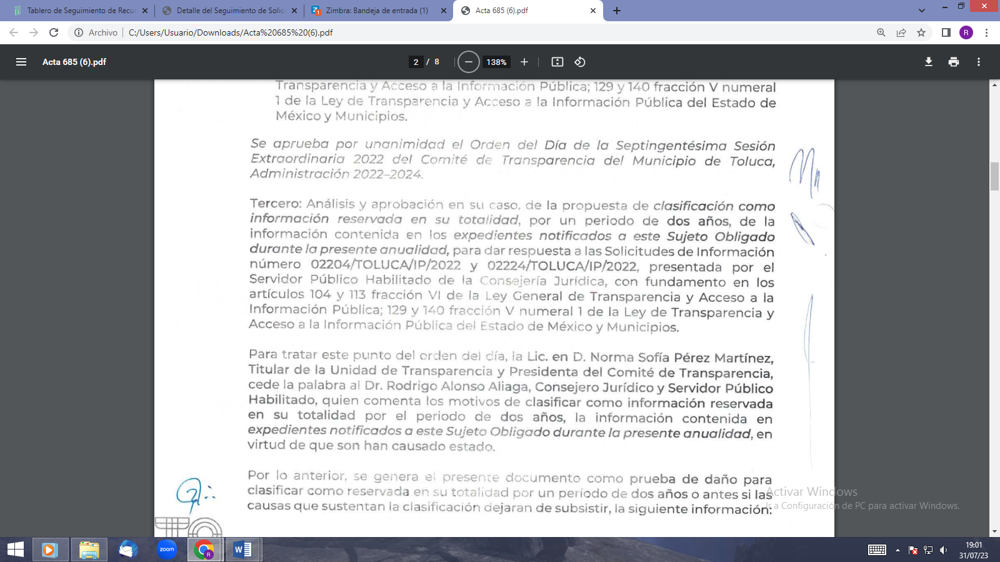 Tablero de Seguimiento de Recur
Detalle del Seguimiento de Solici
Zimbra: Bandeja de entrada (1)
Acta 685 (6).pdf
Archivo
C:/Users/Usuario/Downloads/Acta%20685%20(6).pdf
R
Acta 685 (6).pdf
2 / 8
138%
Transparencia y Acceso a la Información Pública; 129 y 140 fracción V numeral
1 de la Ley de Transparencia y Acceso a la Información Pública del Estado de
México y Municipios.
Se aprueba por unanimidad el Orden del Día de la Septingentésima Sesión
Extraordinaria 2022 del Comité de Transparencia del Municipio de Toluca,
Administración 2022–2024.
Tercero: Análisis y aprobación en su caso, de la propuesta de clasificación como
información reservada en su totalidad, por un periodo de dos años, de la
información contenida en los expedientes notificados a este Sujeto Obligado
durante la presente anualidad, para dar respuesta a las Solicitudes de Información
número 02204/TOLUCA/IP/2022 y 02224/TOLUCA/IP/2022, presentada por el
Servidor Público Habilitado de la Consejería Jurídica, con fundamento en los
artículos 104 y 113 fracción VI de la Ley General de Transparencia y Acceso a la
Información Pública; 129 y 140 fracción V numeral 1 de la Ley de Transparencia y
Acceso a la Información Pública del Estado de México y Municipios.
Para tratar este punto del orden del día, la Lic. en D. Norma Sofía Pérez Martínez,
Titular de la Unidad de Transparencia y Presidenta del Comité de Transparencia,
cede la palabra al Dr. Rodrigo Alonso Aliaga, Consejero Jurídico y Servidor Público
Habilitado, quien comenta los motivos de clasificar como información reservada
en su totalidad por el periodo de dos años, la información contenida en
expedientes notificados a este Sujeto Obligado durante la presente anualidad, en
virtud de que son han causado estado.
Por lo anterior, se genera el presente documento como prueba de daño para
clasificar como reservada en su totalidad por un periodo de dos años o antes si las
causas que sustentan la clasificación dejaran de subsistir, la siguiente información:
Activar Windows
Ir a Configuración de PC para activar Windows.
zoom
R
19:01
31/07/23